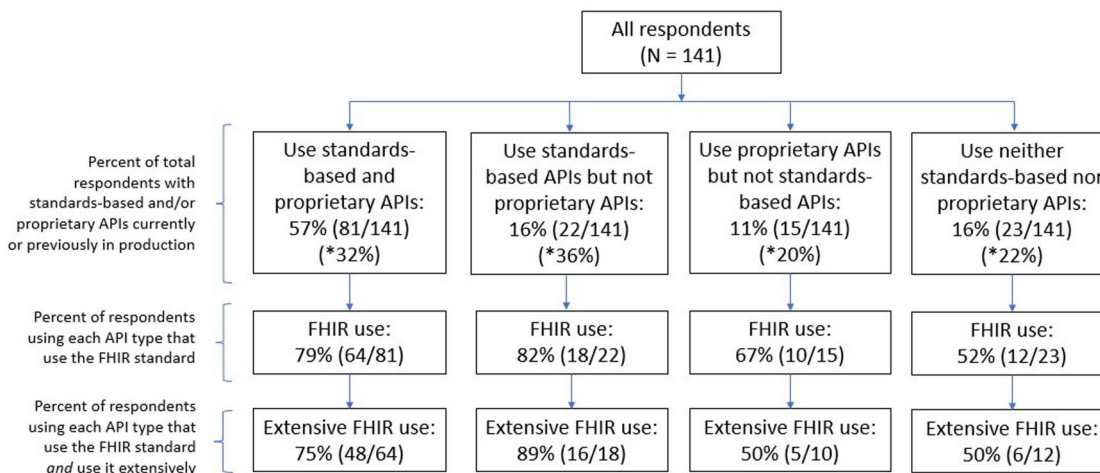 All respondents
(N = 141)
Percent of total
respondents with
standards-based and/or
proprietary APIs currently
or previously in production
Use standards-
based and
proprietary APIs:
57% (81/141)
(*32%)
Use standards-
based APIs but not
proprietary APIs:
16% (22/141)
(*36%)
Use proprietary APIs
but not standards-
based APIs:
11% (15/141)
(*20%)
Use neither
standards-based nor
proprietary APIs:
16% (23/141)
(*22%)
Percent of respondents
using each API type that
use the FHIR standard
FHIR use:
79% (64/81)
FHIR use:
82% (18/22)
FHIR use:
67% (10/15)
FHIR use:
52% (12/23)
Percent of respondents
using each API type that
use the FHIR standard
and use it extensively
Extensive FHIR use:
75% (48/64)
Extensive FHIR use:
89% (16/18)
Extensive FHIR use:
50% (5/10)
Extensive FHIR use:
50% (6/12)